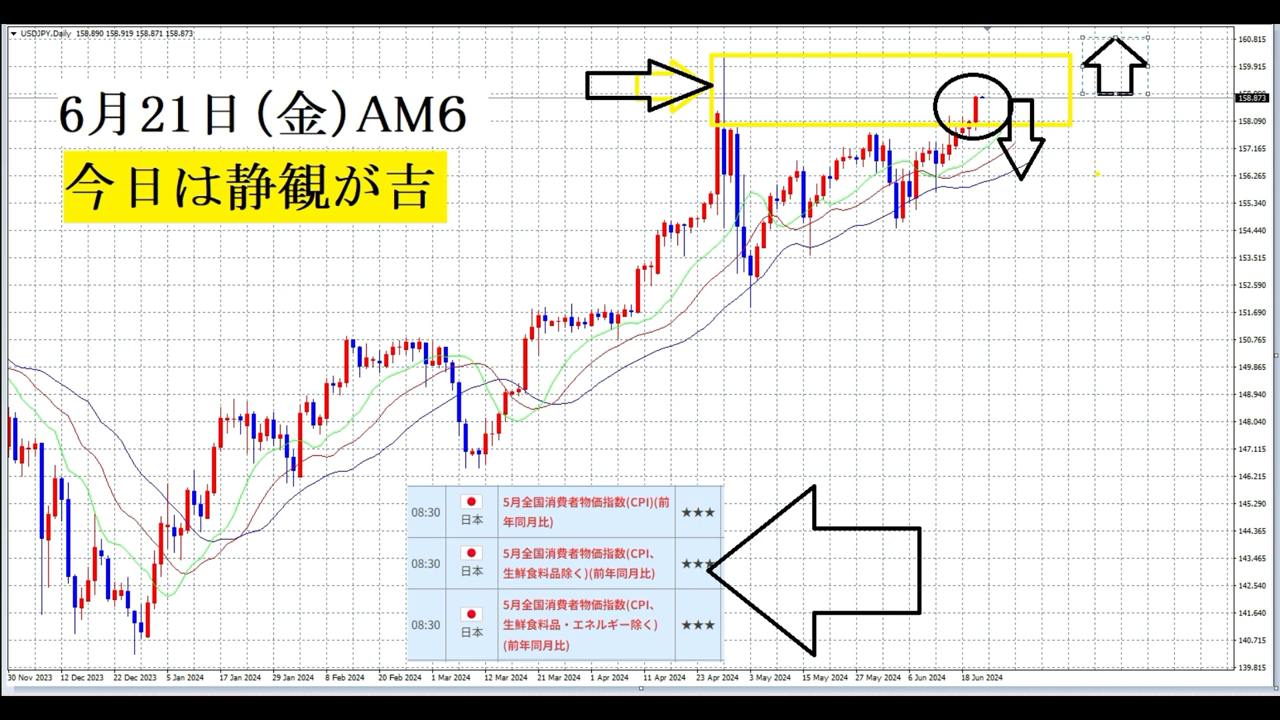 USDJPY,Daily 158.890 158.919 158.871 158.873
6月21日(金)AM6
今日は静観が吉
160.815
159.915
158.873
158.090
157.165
156.265
155.340
154.440
153.515
152.590
151.690
150.765
149.865
148.940
148.040
147.115
146.215
145.290
144.365
143.465
142.540
141.640
140.715
139.815
08:30 日本 5月全国消費者物価指数(CPI)(前
年同月比) ★★★
08:30 日本 5月全国消費者物価指数(CPI、
生鮮食料品除く)(前年同月比) ★★★
08:30 日本 5月全国消費者物価指数(CPI、
生鮮食料品・エネルギー除く)
(前年同月比) ★★★
30 Nov 2023 12 Dec 2023 22 Dec 2023 5 Jan 2024 17 Jan 2024 29 Jan 2024 8 Feb 2024 20 Feb 2024 1 Mar 2024 12 Mar 2024 21 Mar 2024 1 Apr 2024 11 Apr 2024 23 Apr 2024 3 May 2024 15 May 2024 27 May 2024 6 Jun 2024 18 Jun 2024